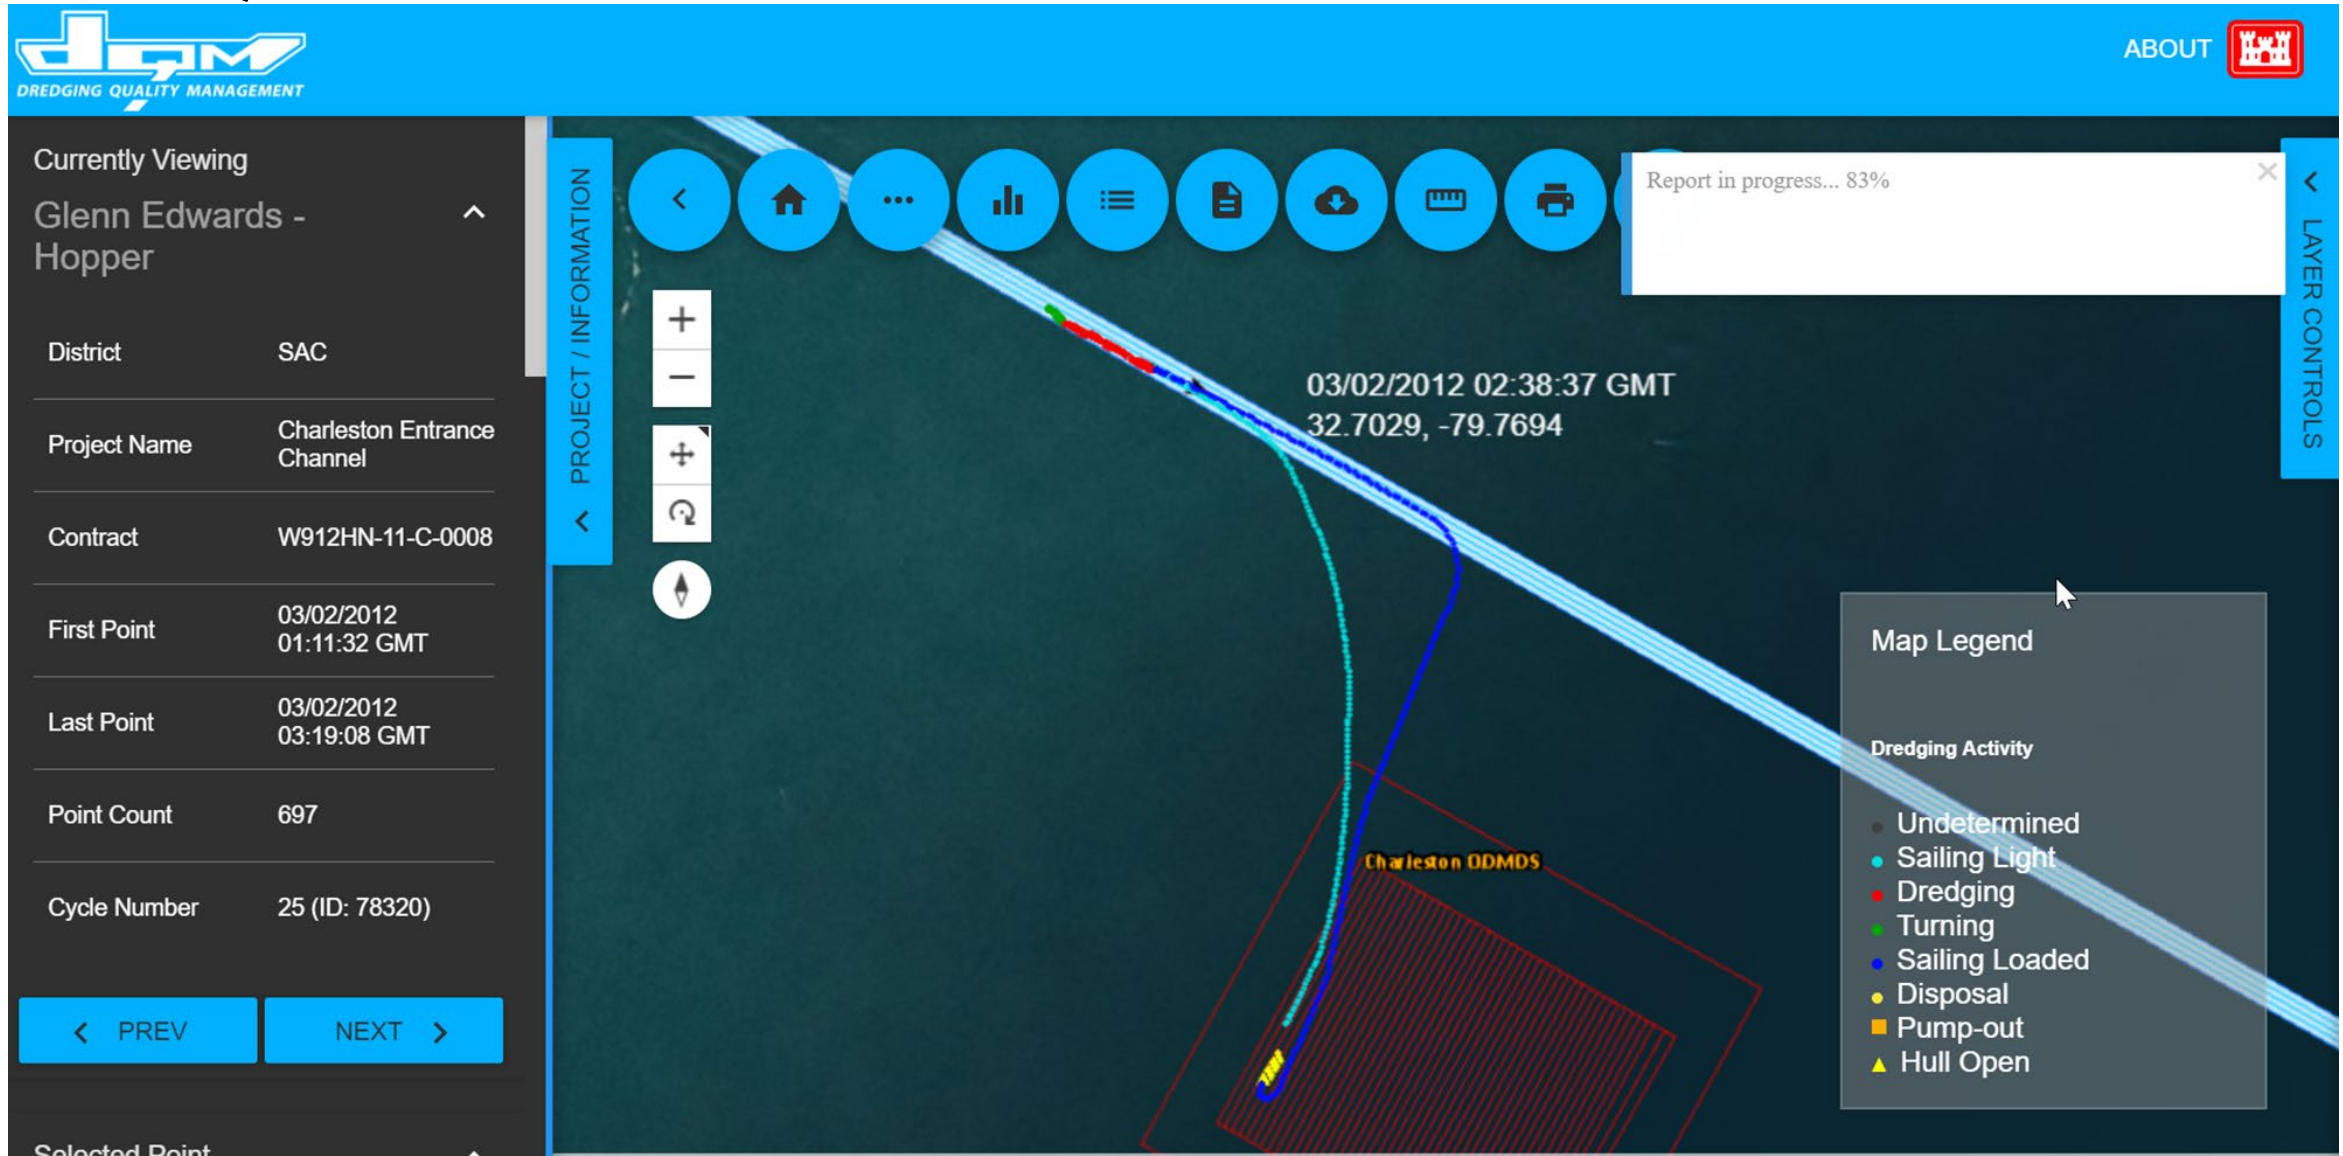 dqm
DREDGING QUALITY MANAGEMENT
ABOUT
Currently Viewing
Glenn Edwards -
Hopper
District SAC
Project Name Charleston Entrance
Channel
Contract W912HN-11-C-0008
First Point 03/02/2012
01:11:32 GMT
Last Point 03/02/2012
03:19:08 GMT
Point Count 697
Cycle Number 25 (ID: 78320)
PREV NEXT
Selected Point
PROJECT / INFORMATION
Report in progress... 83%
LAYER CONTROLS
03/02/2012 02:38:37 GMT
32.7029, -79.7694
Charleston ODMDS
Map Legend
Dredging Activity
Undetermined
Sailing Light
Dredging
Turning
Sailing Loaded
Disposal
Pump-out
Hull Open